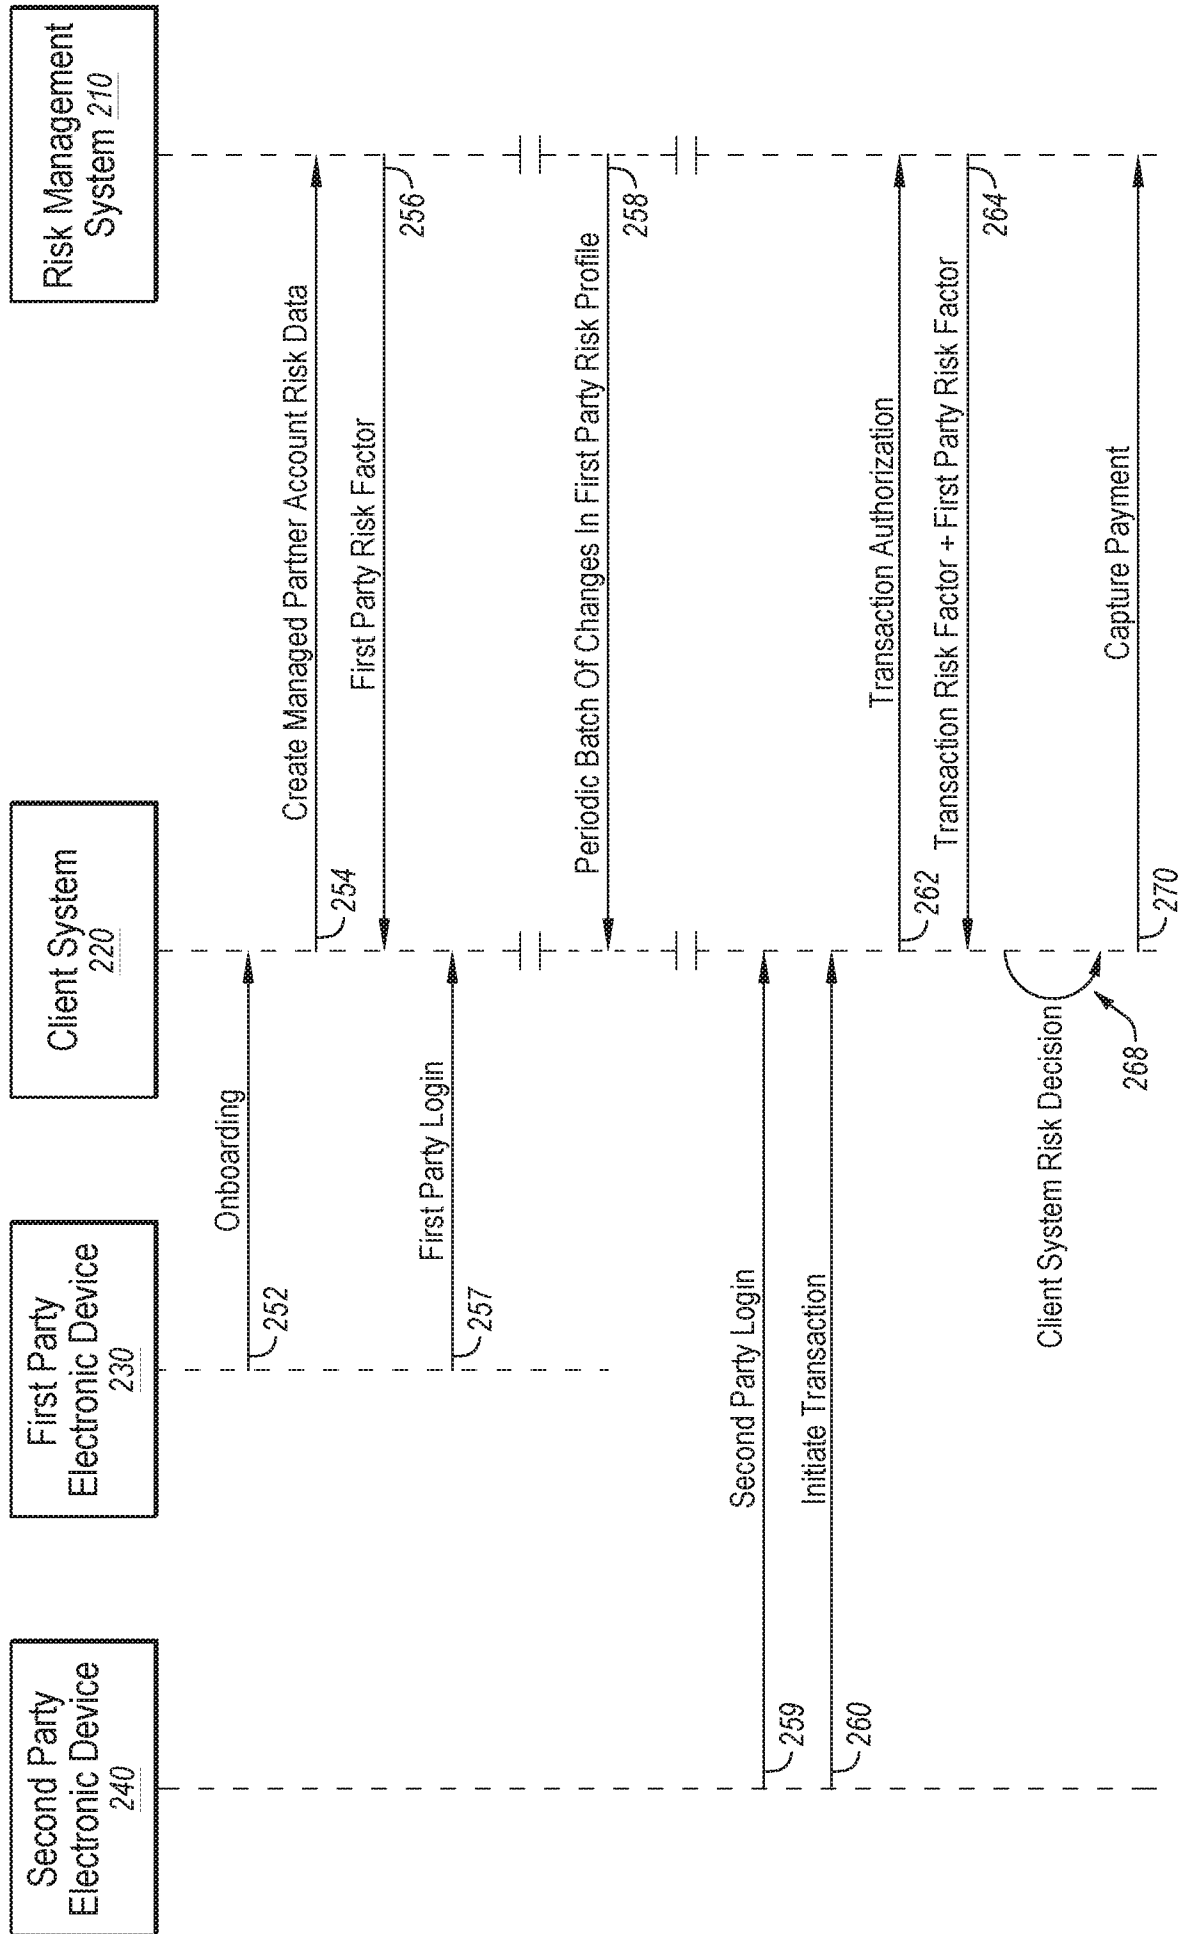 Second Party
Electronic Device
240
First Party
Electronic Device
230
Client System
220
Risk Management
System 210
Onboarding
252
Create Managed Partner Account Risk Data
254
First Party Risk Factor
256
First Party Login
257
Periodic Batch Of Changes In First Party Risk Profile
258
Second Party Login
259
Initiate Transaction
260
Transaction Authorization
262
Transaction Risk Factor + First Party Risk Factor
264
Client System Risk Decision
268
Capture Payment
270